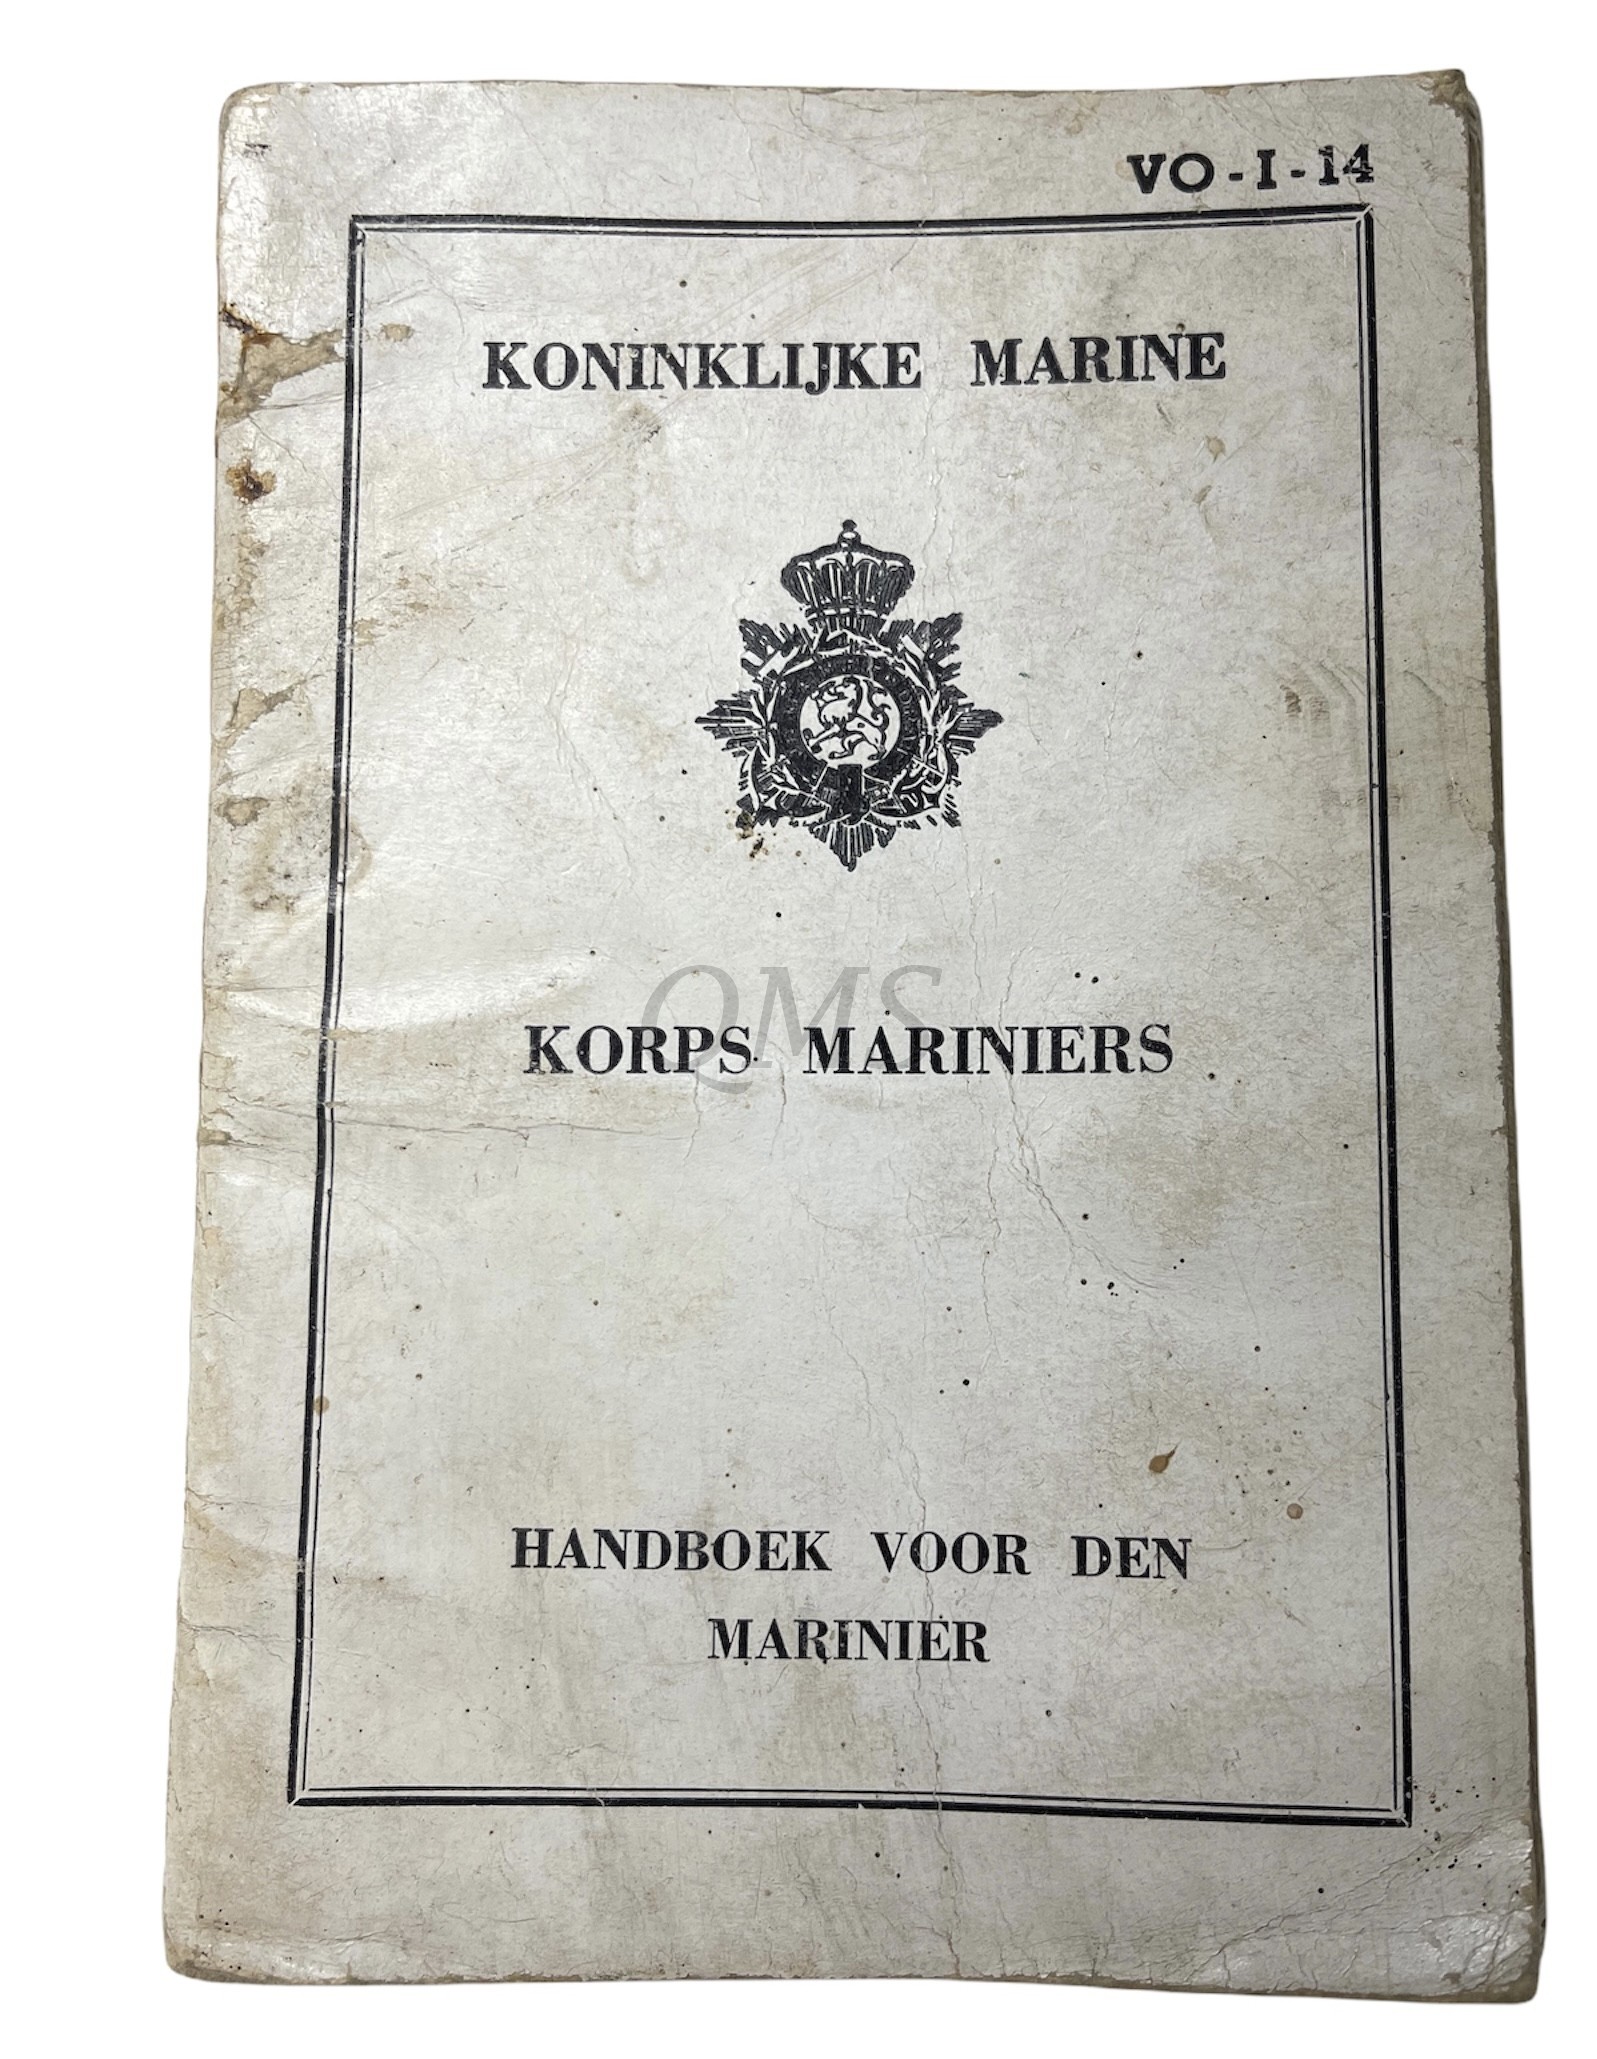 VO-I-14
KONINKLIJKE MARINE
QMS
KORPS MARINIERS
HANDBOEK VOOR DEN
MARINIER